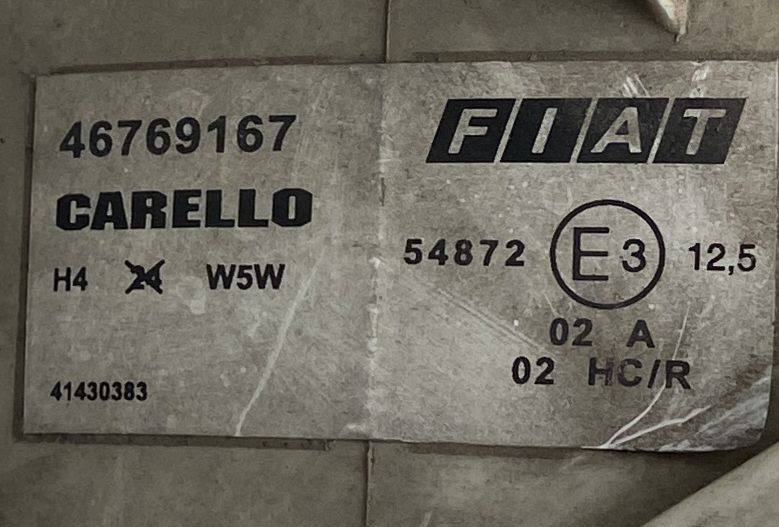 46769167
CARELLO
H4 24 W5W
41430383
FIAT
54872 E3 12,5
02 A
02 HC/R